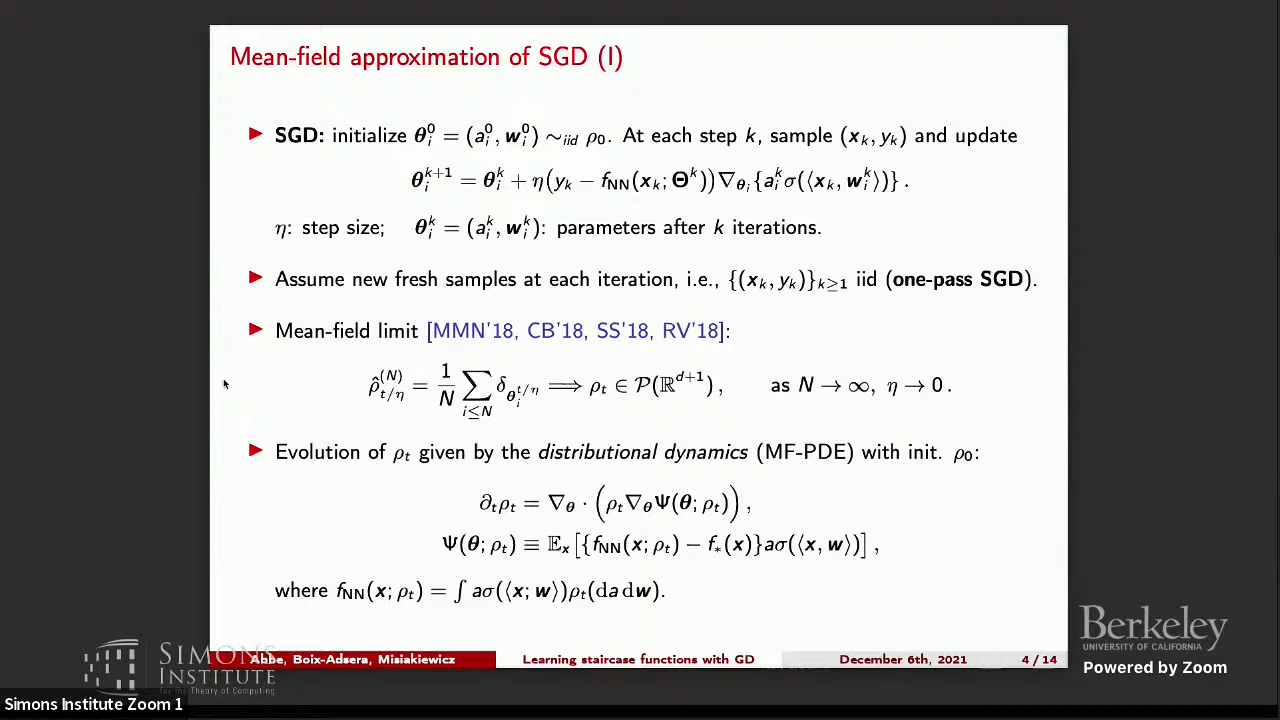 Mean-field approximation of SGD (I)
▶ SGD: initialize θ_i^0 = (a_i^0, w_i^0) ∼_iid ρ_0. At each step k, sample (x_k, y_k) and update
θ_i^{k+1} = θ_i^k + η(y_k − f_NN(x_k; Θ^k))∇_{θ_i}{a_i^k σ(⟨x_k, w_i^k⟩)} .
η: step size; θ_i^k = (a_i^k, w_i^k): parameters after k iterations.
▶ Assume new fresh samples at each iteration, i.e., {(x_k, y_k)}_{k≥1} iid (one-pass SGD).
▶ Mean-field limit [MMN'18, CB'18, SS'18, RV'18]:
ρ̂_{t/η}^{(N)} = 1/N ∑_{i≤N} δ_{θ_i^{t/η}} ⟹ ρ_t ∈ P(ℝ^{d+1}) , as N → ∞, η → 0 .
▶ Evolution of ρ_t given by the distributional dynamics (MF-PDE) with init. ρ_0:
∂_t ρ_t = ∇_θ · (ρ_t ∇_θ Ψ(θ; ρ_t)) ,
Ψ(θ; ρ_t) ≡ 𝔼_x[{f_NN(x; ρ_t) − f_*(x)}aσ(⟨x, w⟩)] ,
where f_NN(x; ρ_t) = ∫ aσ(⟨x; w⟩)ρ_t(da dw).
Abbe, Boix-Adsera, Misiakiewicz Learning staircase functions with GD December 6th, 2021 4 / 14
SIMONS
INSTITUTE
for the Theory of Computing
Berkeley
UNIVERSITY OF CALIFORNIA
Powered by Zoom
Simons Institute Zoom 1